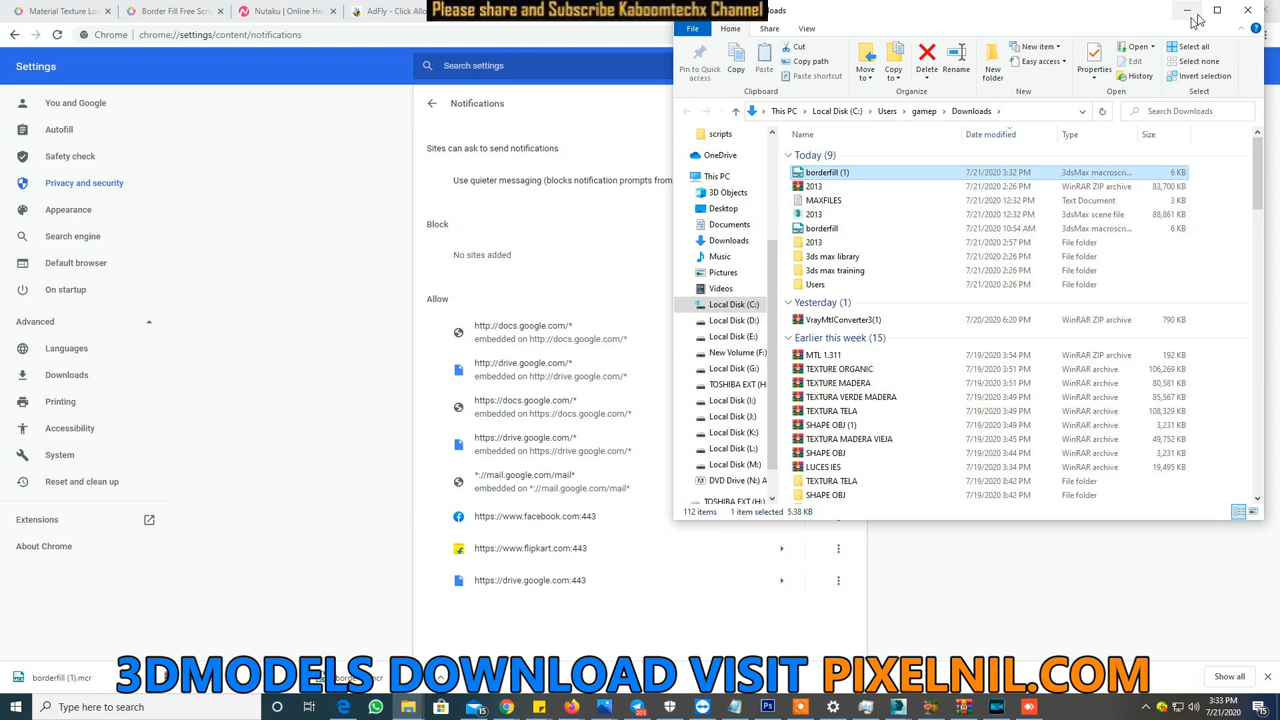 Please share and Subscribe Kaboomtechx Channel
Material Texture Lo
Border Fill Free Scri
Nutaku | Home
AdFly - Click Allo
Chrome
chrome://settings/content/notifications
Settings
Search settings
You and Google
Autofill
Safety check
Privacy and security
Appearance
Search engine
Default browser
On startup
Advanced
Languages
Downloads
Printing
Accessibility
System
Reset and clean up
Extensions
About Chrome
Notifications
Sites can ask to send notifications
Use quieter messaging (blocks notification prompts from
Block
No sites added
Allow
http://docs.google.com/*
embedded on http://docs.google.com/*
http://drive.google.com/*
embedded on http://drive.google.com/*
https://docs.google.com/*
embedded on https://docs.google.com/*
https://drive.google.com/*
embedded on https://drive.google.com/*
*://mail.google.com/mail*
embedded on *://mail.google.com/mail*
https://www.facebook.com:443
https://www.flipkart.com:443
https://drive.google.com:443
File
Home
Share
View
Pin to Quick access
Copy
Paste
Cut
Copy path
Paste shortcut
Clipboard
Move to
Copy to
Delete
Rename
Organize
New folder
New item
Easy access
New
Properties
Open
Edit
History
Open
Select all
Select none
Invert selection
Select
This PC
Local Disk (C:)
Users
gamep
Downloads
Search Downloads
scripts
OneDrive
This PC
3D Objects
Desktop
Documents
Downloads
Music
Pictures
Videos
Local Disk (C:)
Local Disk (D:)
Local Disk (E:)
New Volume (F:)
Local Disk (G:)
TOSHIBA EXT (H:
Local Disk (I:)
Local Disk (J:)
Local Disk (K:)
Local Disk (L:)
Local Disk (M:)
DVD Drive (N:) A
TOSHIBA EXT (H:)
Name Date modified Type Size
Today (9)
borderfill (1) 7/21/2020 3:32 PM 3dsMax macroscri... 6 KB
2013 7/21/2020 2:26 PM WinRAR ZIP archive 83,700 KB
MAXFILES 7/21/2020 12:32 PM Text Document 3 KB
2013 7/21/2020 12:32 PM 3dsMax scene file 88,861 KB
borderfill 7/21/2020 10:54 AM 3dsMax macroscri... 6 KB
2013 7/21/2020 2:57 PM File folder
3ds max library 7/21/2020 2:26 PM File folder
3ds max training 7/21/2020 2:26 PM File folder
Users 7/21/2020 2:26 PM File folder
Yesterday (1)
VrayMtlConverter3(1) 7/20/2020 6:20 PM WinRAR ZIP archive 790 KB
Earlier this week (15)
MTL 1.311 7/19/2020 3:54 PM WinRAR ZIP archive 192 KB
TEXTURE ORGANIC 7/19/2020 3:51 PM WinRAR archive 106,269 KB
TEXTURE MADERA 7/19/2020 3:51 PM WinRAR archive 80,581 KB
TEXTURA VERDE MADERA 7/19/2020 3:49 PM WinRAR archive 85,567 KB
TEXTURA TELA 7/19/2020 3:49 PM WinRAR archive 108,329 KB
SHAPE OBJ (1) 7/19/2020 3:49 PM WinRAR archive 3,231 KB
TEXTURA MADERA VIEJA 7/19/2020 3:45 PM WinRAR archive 49,752 KB
SHAPE OBJ 7/19/2020 3:44 PM WinRAR archive 3,231 KB
LUCES IES 7/19/2020 3:34 PM WinRAR archive 19,495 KB
TEXTURA TELA 7/19/2020 8:42 PM File folder
SHAPE OBJ 7/19/2020 8:42 PM File folder
112 items
1 item selected 5.38 KB
3DMODELS DOWNLOAD VISIT PIXELNIL.COM
borderfill (1).mcr
Show all
Type here to search
3:33 PM
7/21/2020